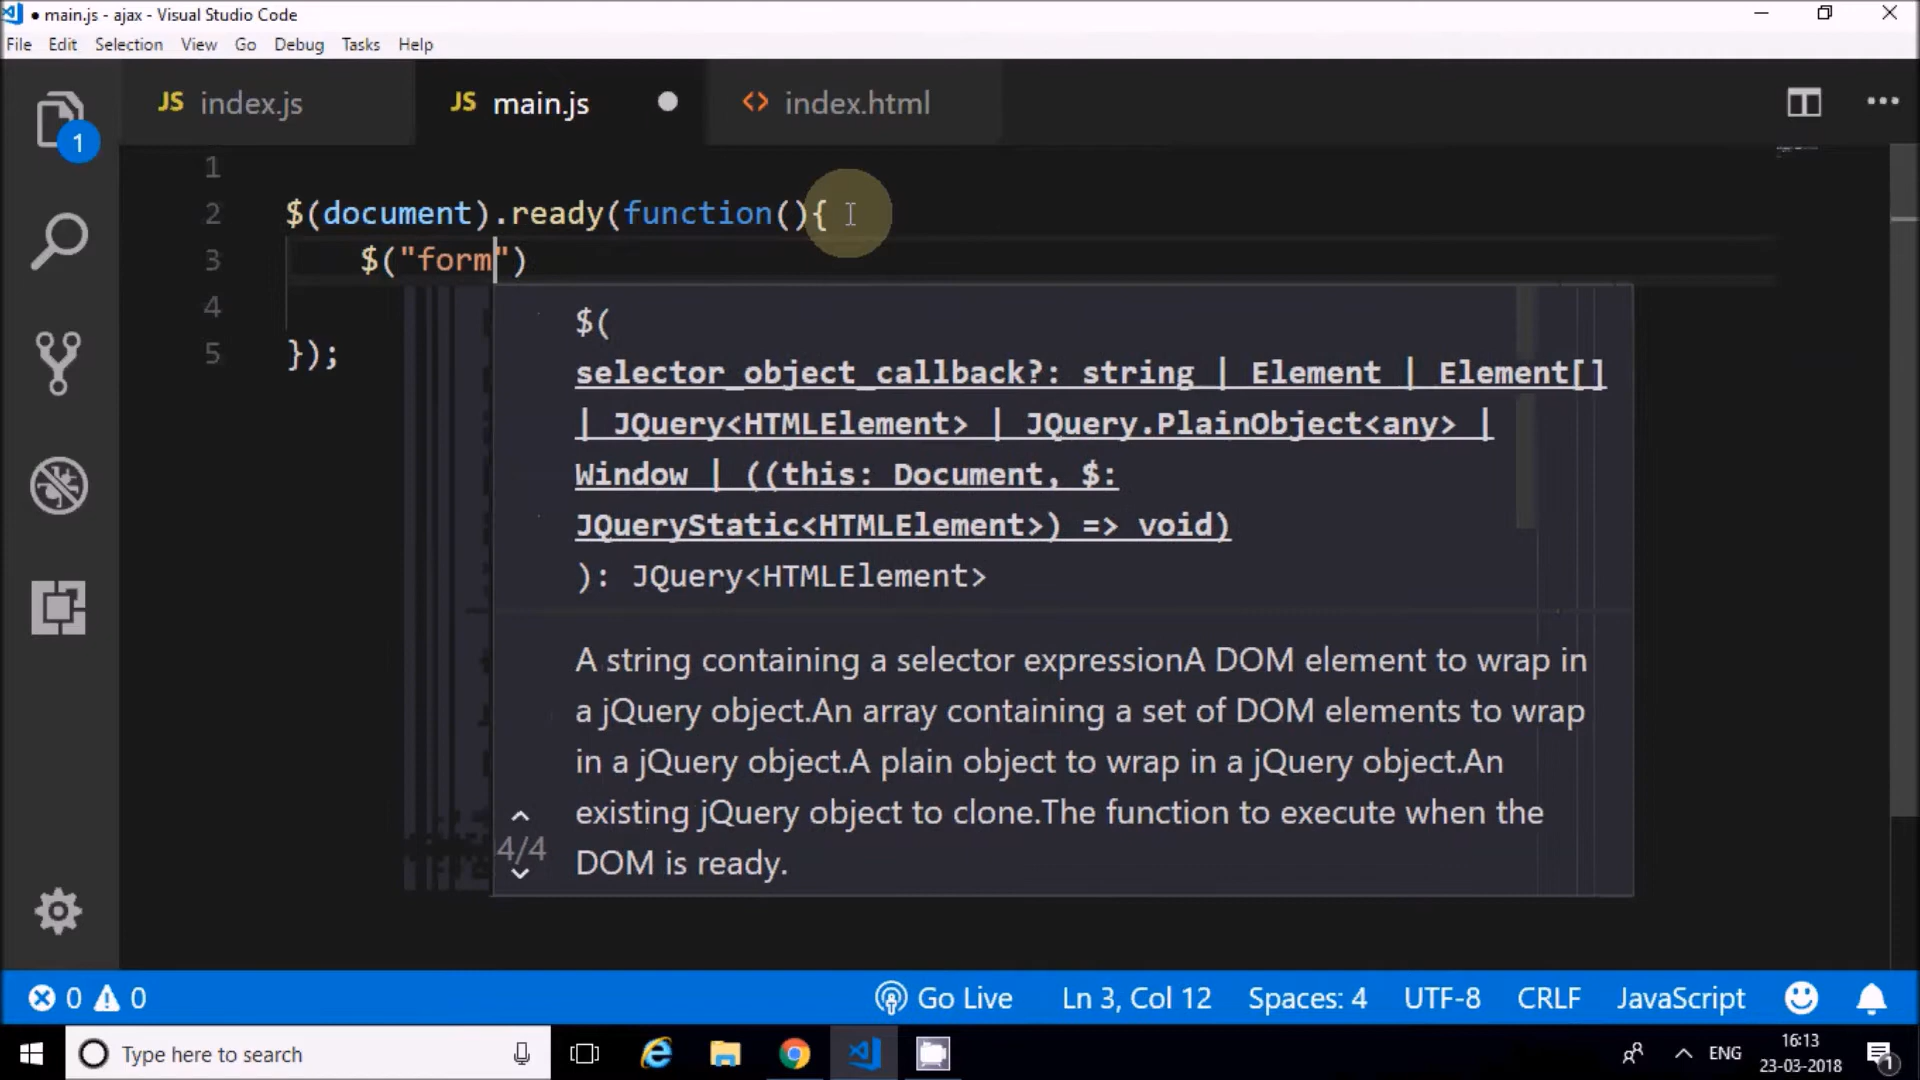 ● main.js - ajax - Visual Studio Code
File Edit Selection View Go Debug Tasks Help
JS index.js JS main.js ● <> index.html •••
1
1
2 $(document).ready(function(){
3 $("form")
4
5 });
$(
selector_object_callback?: string | Element | Element[]
| JQuery<HTMLElement> | JQuery.PlainObject<any> |
Window | ((this: Document, $:
JQueryStatic<HTMLElement>) => void)
): JQuery<HTMLElement>
A string containing a selector expressionA DOM element to wrap in
a jQuery object.An array containing a set of DOM elements to wrap
in a jQuery object.A plain object to wrap in a jQuery object.An
existing jQuery object to clone.The function to execute when the
DOM is ready.
4/4
0 0 Go Live Ln 3, Col 12 Spaces: 4 UTF-8 CRLF JavaScript
Type here to search ENG 16:13
23-03-2018 1